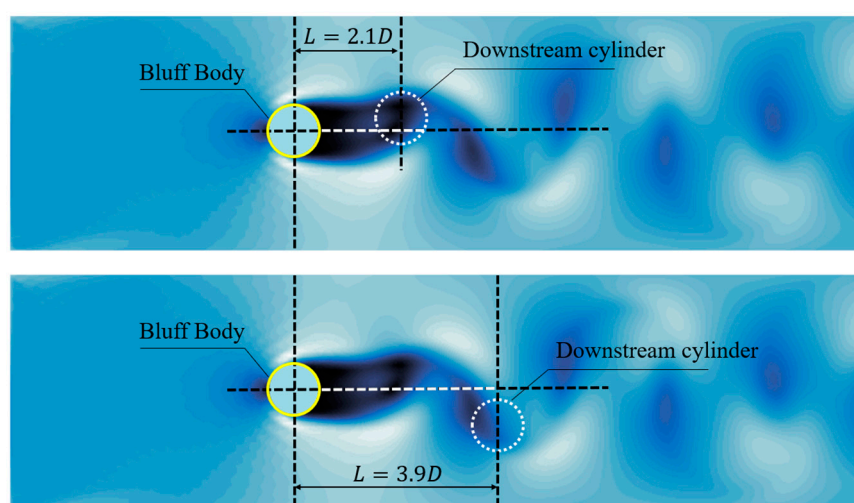 L = 2.1D
Downstream cylinder
Bluff Body
Bluff Body
Downstream cylinder
L = 3.9D